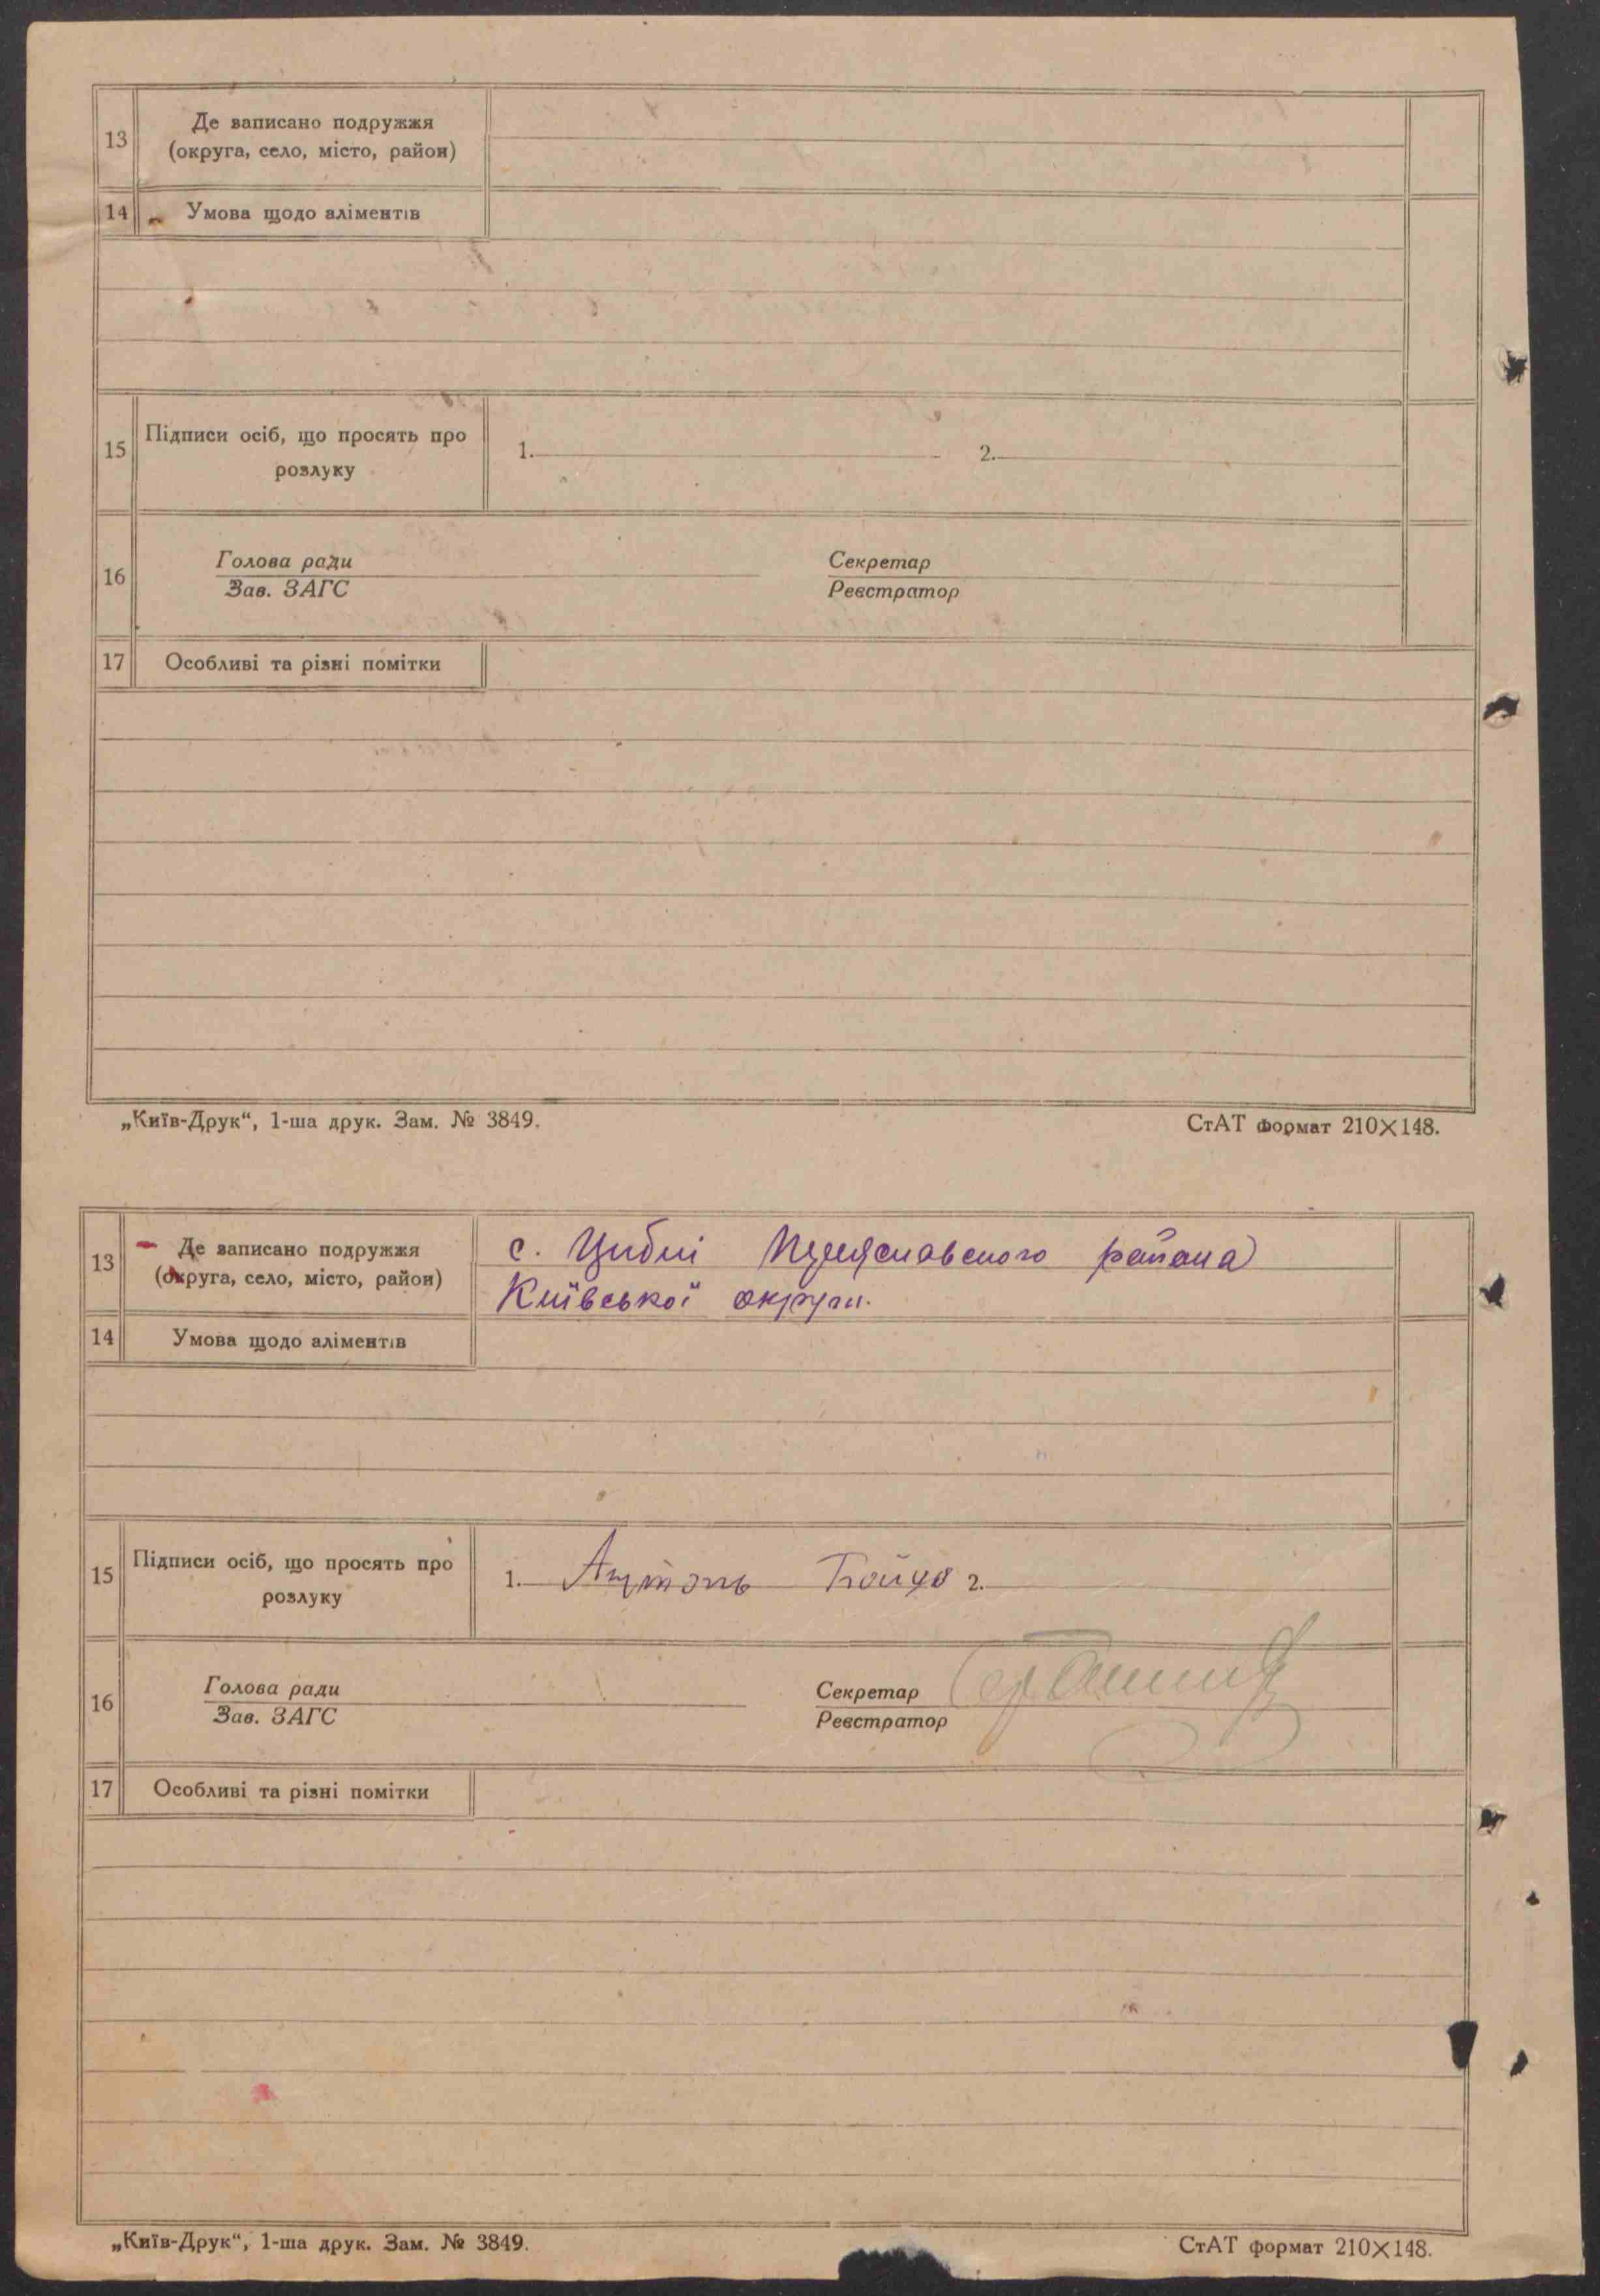 13
Де записано подружжя
(округа, село, місто, район)
14
Умова щодо аліментів
15
Підписи осіб, що просять про
розлуку
1.
2.
16
Голова ради
Зав. ЗАГС
Секретар
Реєстратор
17
Особливі та різні помітки
„Київ-Друк“, 1-ша друк. Зам. № 3849.
СтАТ формат 210×148.
13
Де записано подружжя
(округа, село, місто, район)
с. Циблі района
Київської округи.
14
Умова щодо аліментів
15
Підписи осіб, що просять про
розлуку
1. Антонь 2.
16
Голова ради
Зав. ЗАГС
Секретар
Реєстратор
17
Особливі та різні помітки
„Київ-Друк“, 1-ша друк. Зам. № 3849.
СтАТ формат 210×148.